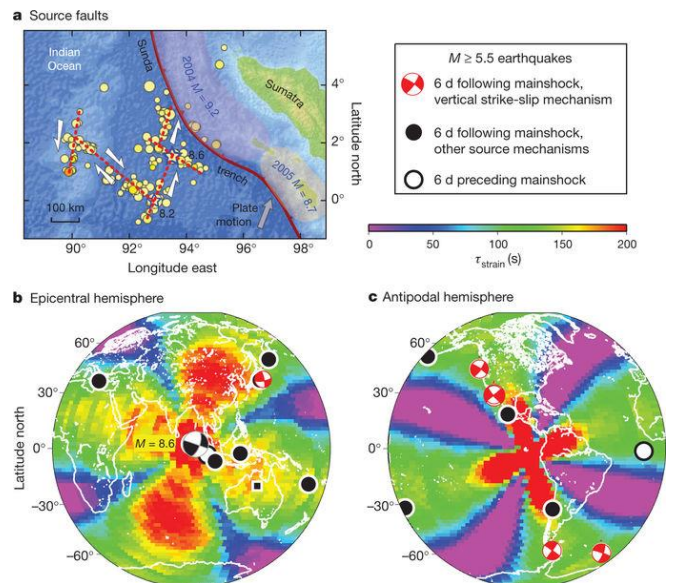 a Source faults
Indian
Ocean
Sunda
trench
2004 M = 9.2
2005 M = 8.7
Sumatra
8.6
8.2
100 km
Plate
motion
4°
2°
0°
Latitude north
90°
92°
94°
96°
98°
Longitude east
M ≥ 5.5 earthquakes
6 d following mainshock,
vertical strike-slip mechanism
6 d following mainshock,
other source mechanisms
6 d preceding mainshock
0
50
100
150
200
τstrain (s)
b Epicentral hemisphere
60°
30°
0°
−30°
−60°
Latitude north
M = 8.6
c Antipodal hemisphere
60°
30°
0°
−30°
−60°